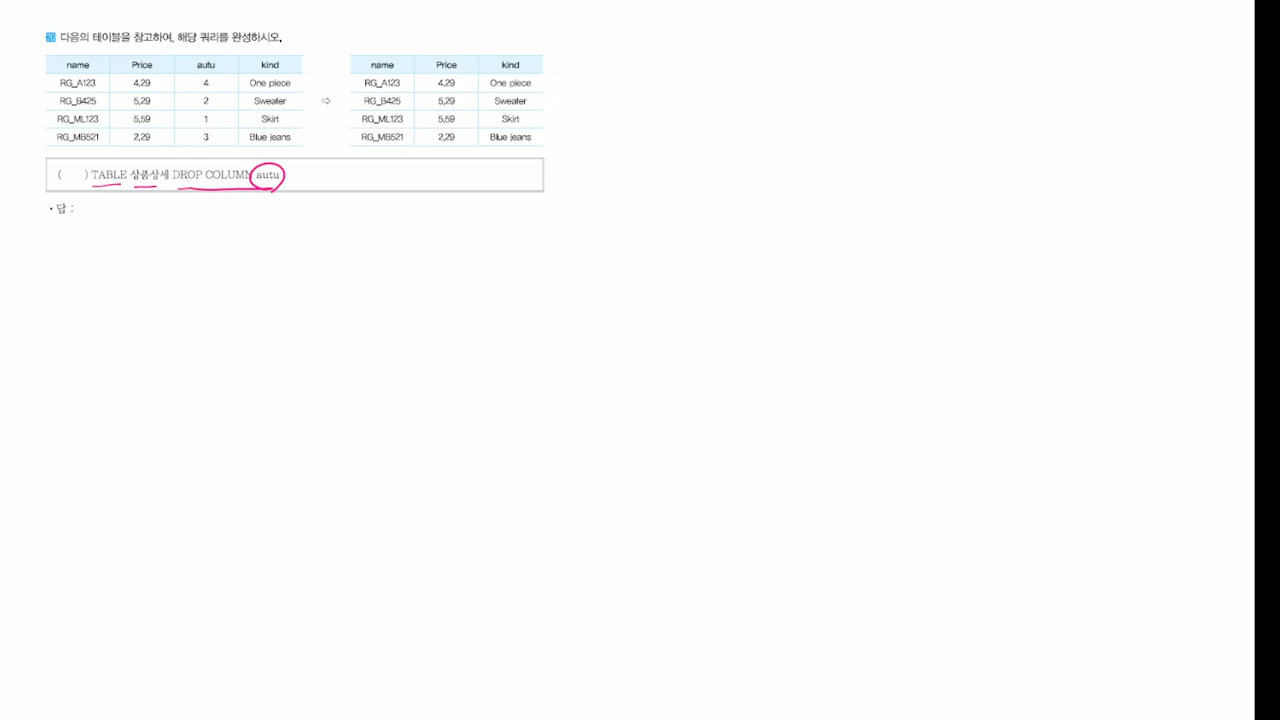 20 다음의 테이블을 참고하여, 해당 쿼리를 완성하시오.
name Price autu kind
RG_A123 4,29 4 One piece
RG_B425 5,29 2 Sweater
RG_ML123 5,59 1 Skirt
RG_MB521 2,29 3 Blue jeans
⇨
name Price kind
RG_A123 4,29 One piece
RG_B425 5,29 Sweater
RG_ML123 5,59 Skirt
RG_MB521 2,29 Blue jeans
( ) TABLE 상품상세 DROP COLUMN autu
• 답 :